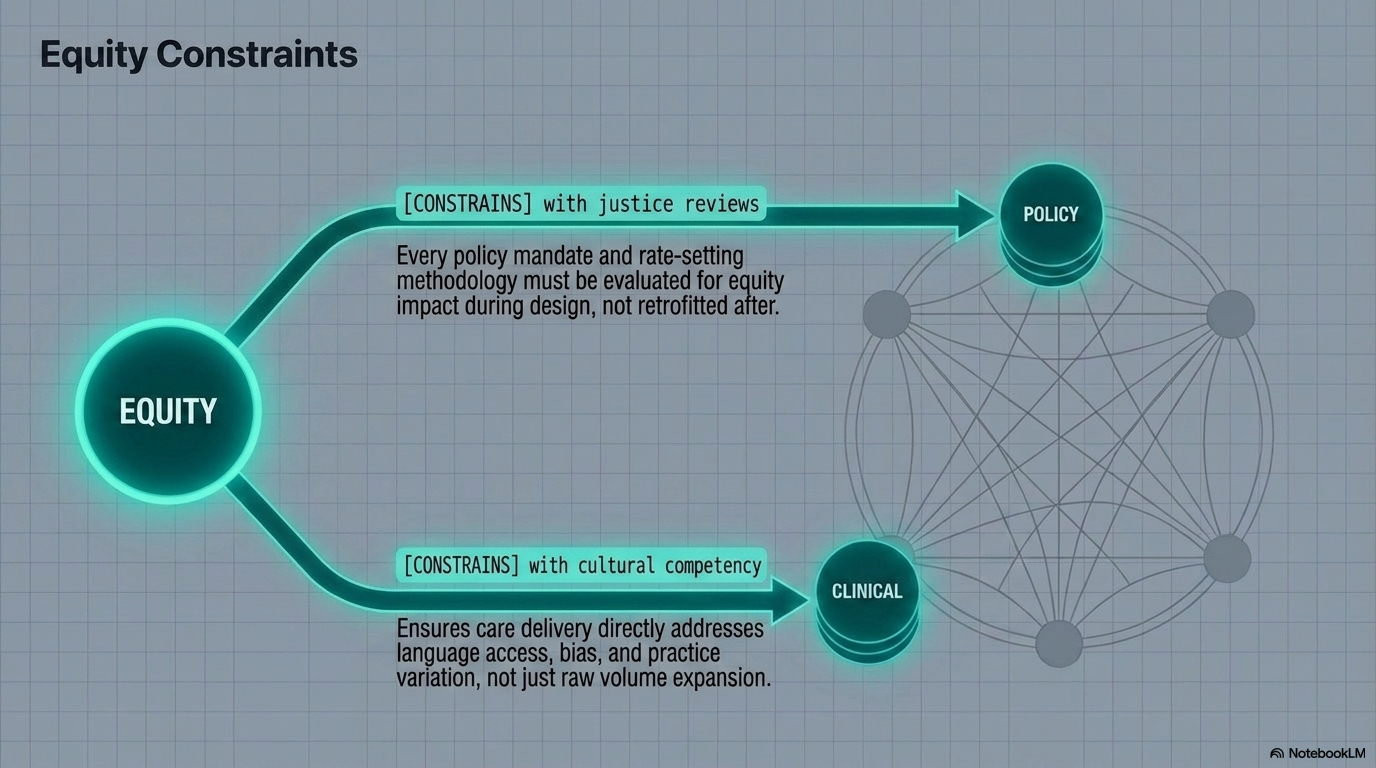 Equity Constraints
[CONSTRAINS] with justice reviews
Every policy mandate and rate-setting
methodology must be evaluated for equity
impact during design, not retrofitted after.
POLICY
EQUITY
[CONSTRAINS] with cultural competency
Ensures care delivery directly addresses
language access, bias, and practice
variation, not just raw volume expansion.
CLINICAL
NotebookLM